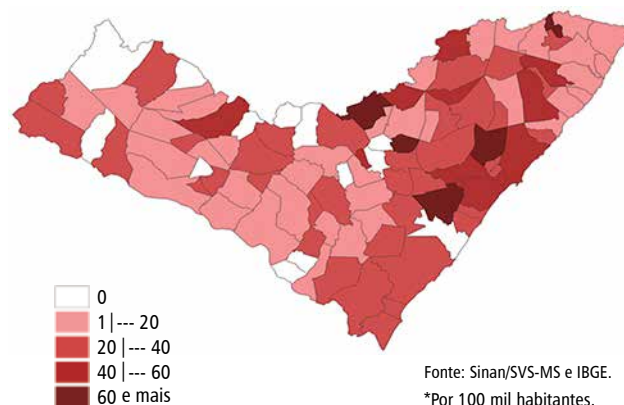 0
1|--- 20
20 |--- 40
40 |--- 60
60 e mais
Fonte: Sinan/SVS-MS e IBGE.
*Por 100 mil habitantes.